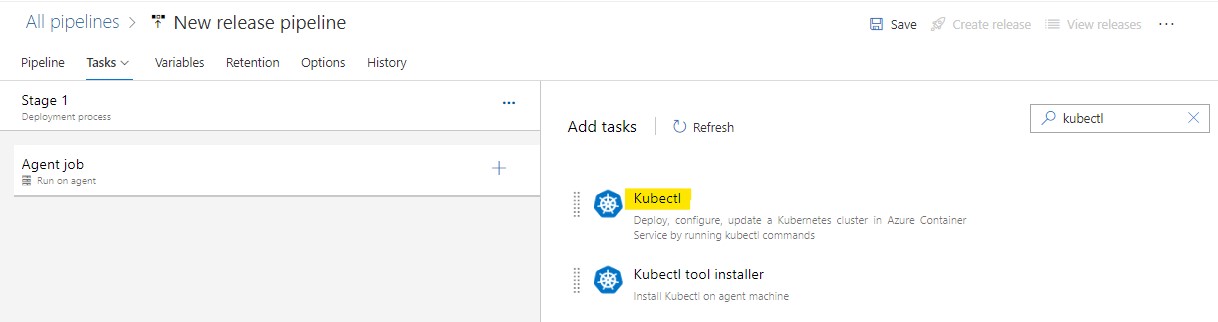 All pipelines > New release pipeline
Save Create release View releases ...
Pipeline Tasks Variables Retention Options History
Stage 1
Deployment process
...
Agent job
Run on agent
Add tasks Refresh
kubectl
Kubectl
Deploy, configure, update a Kubernetes cluster in Azure Container
Service by running kubectl commands
Kubectl tool installer
Install Kubectl on agent machine